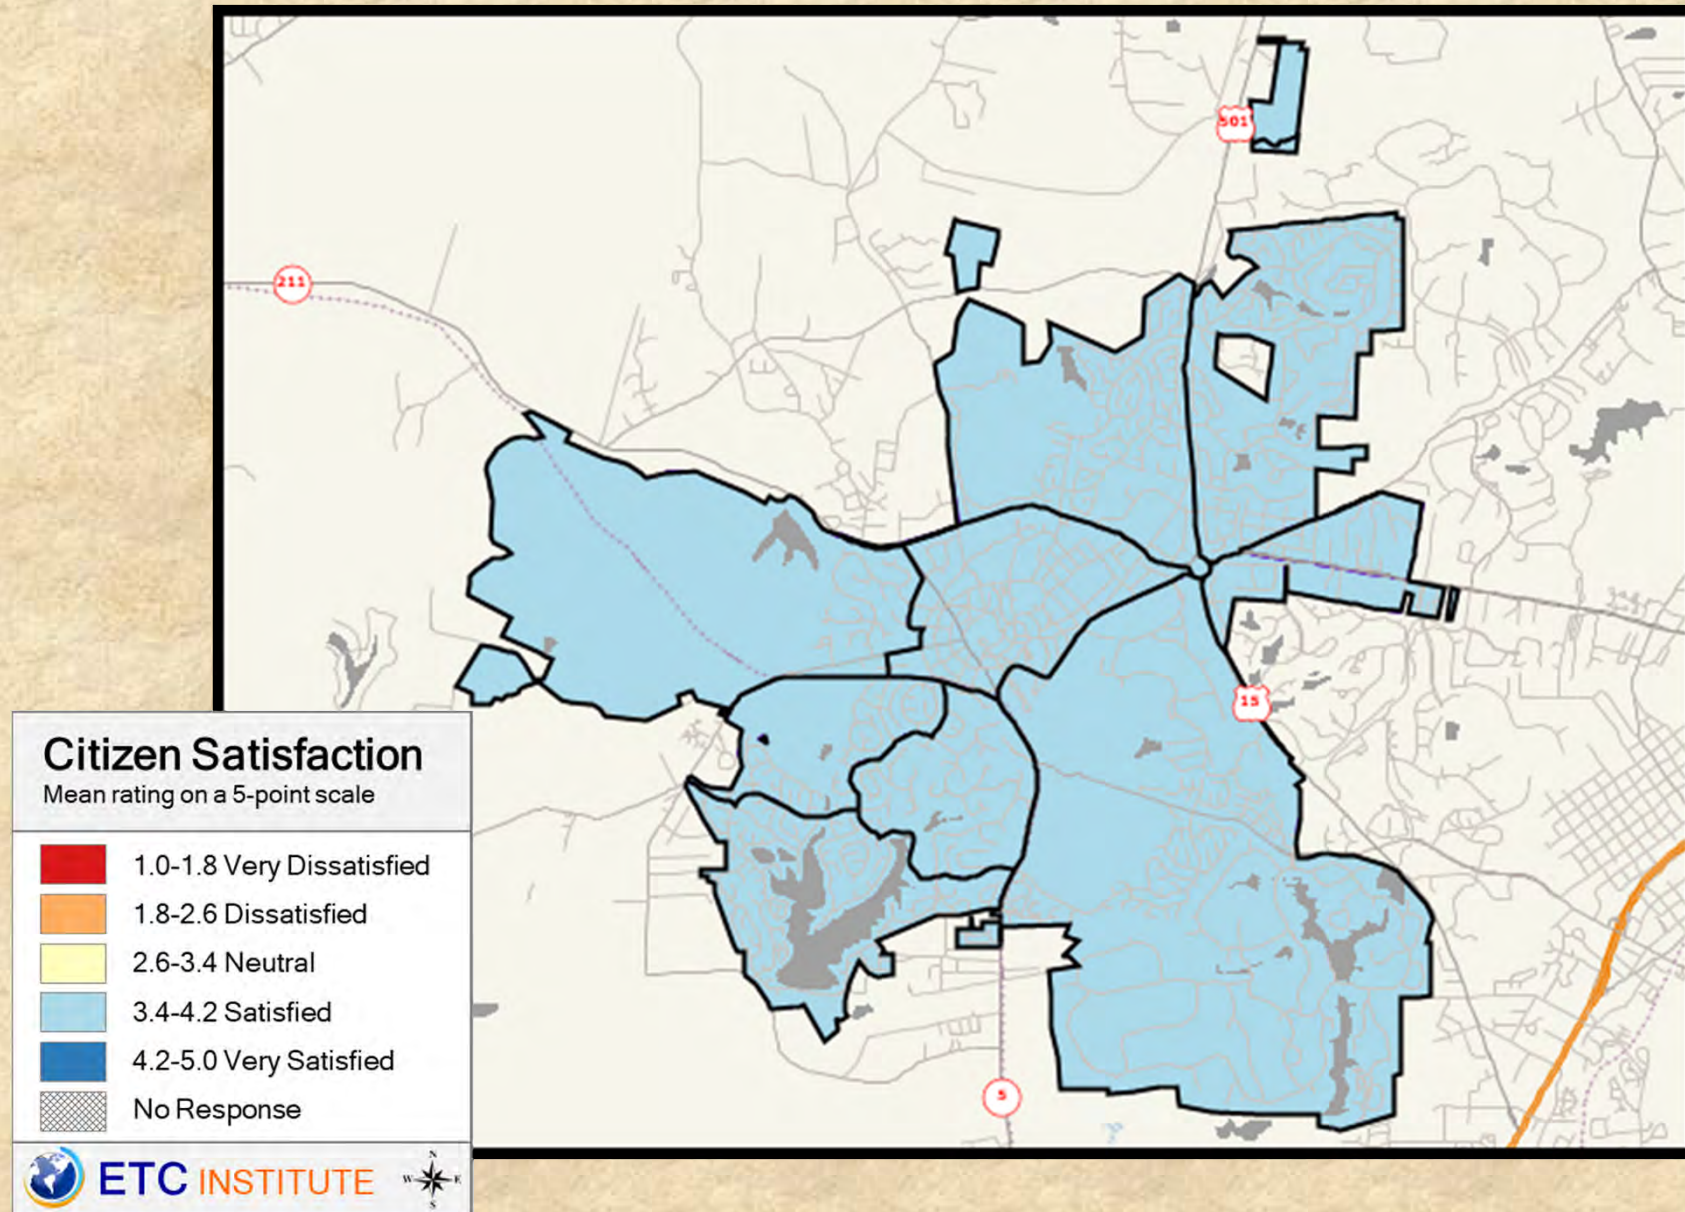 501
211
15
Citizen Satisfaction
Mean rating on a 5-point scale
1.0-1.8 Very Dissatisfied
1.8-2.6 Dissatisfied
2.6-3.4 Neutral
3.4-4.2 Satisfied
4.2-5.0 Very Satisfied
No Response
5
ETC INSTITUTE
N
W E
S